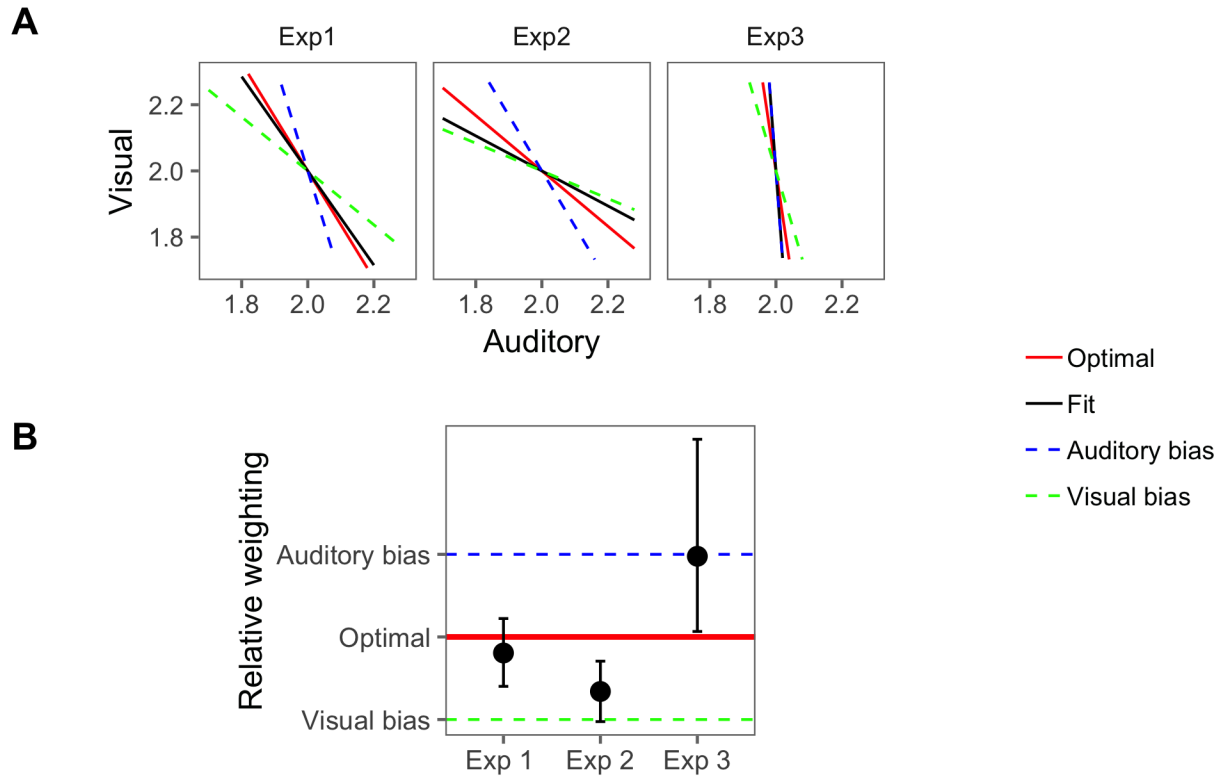 A
Exp1 Exp2 Exp3
Visual
2.2
2.0
1.8
1.8 2.0 2.2 1.8 2.0 2.2 1.8 2.0 2.2
Auditory
Optimal
Fit
Auditory bias
Visual bias
B
Relative weighting
Auditory bias
Optimal
Visual bias
Exp 1 Exp 2 Exp 3